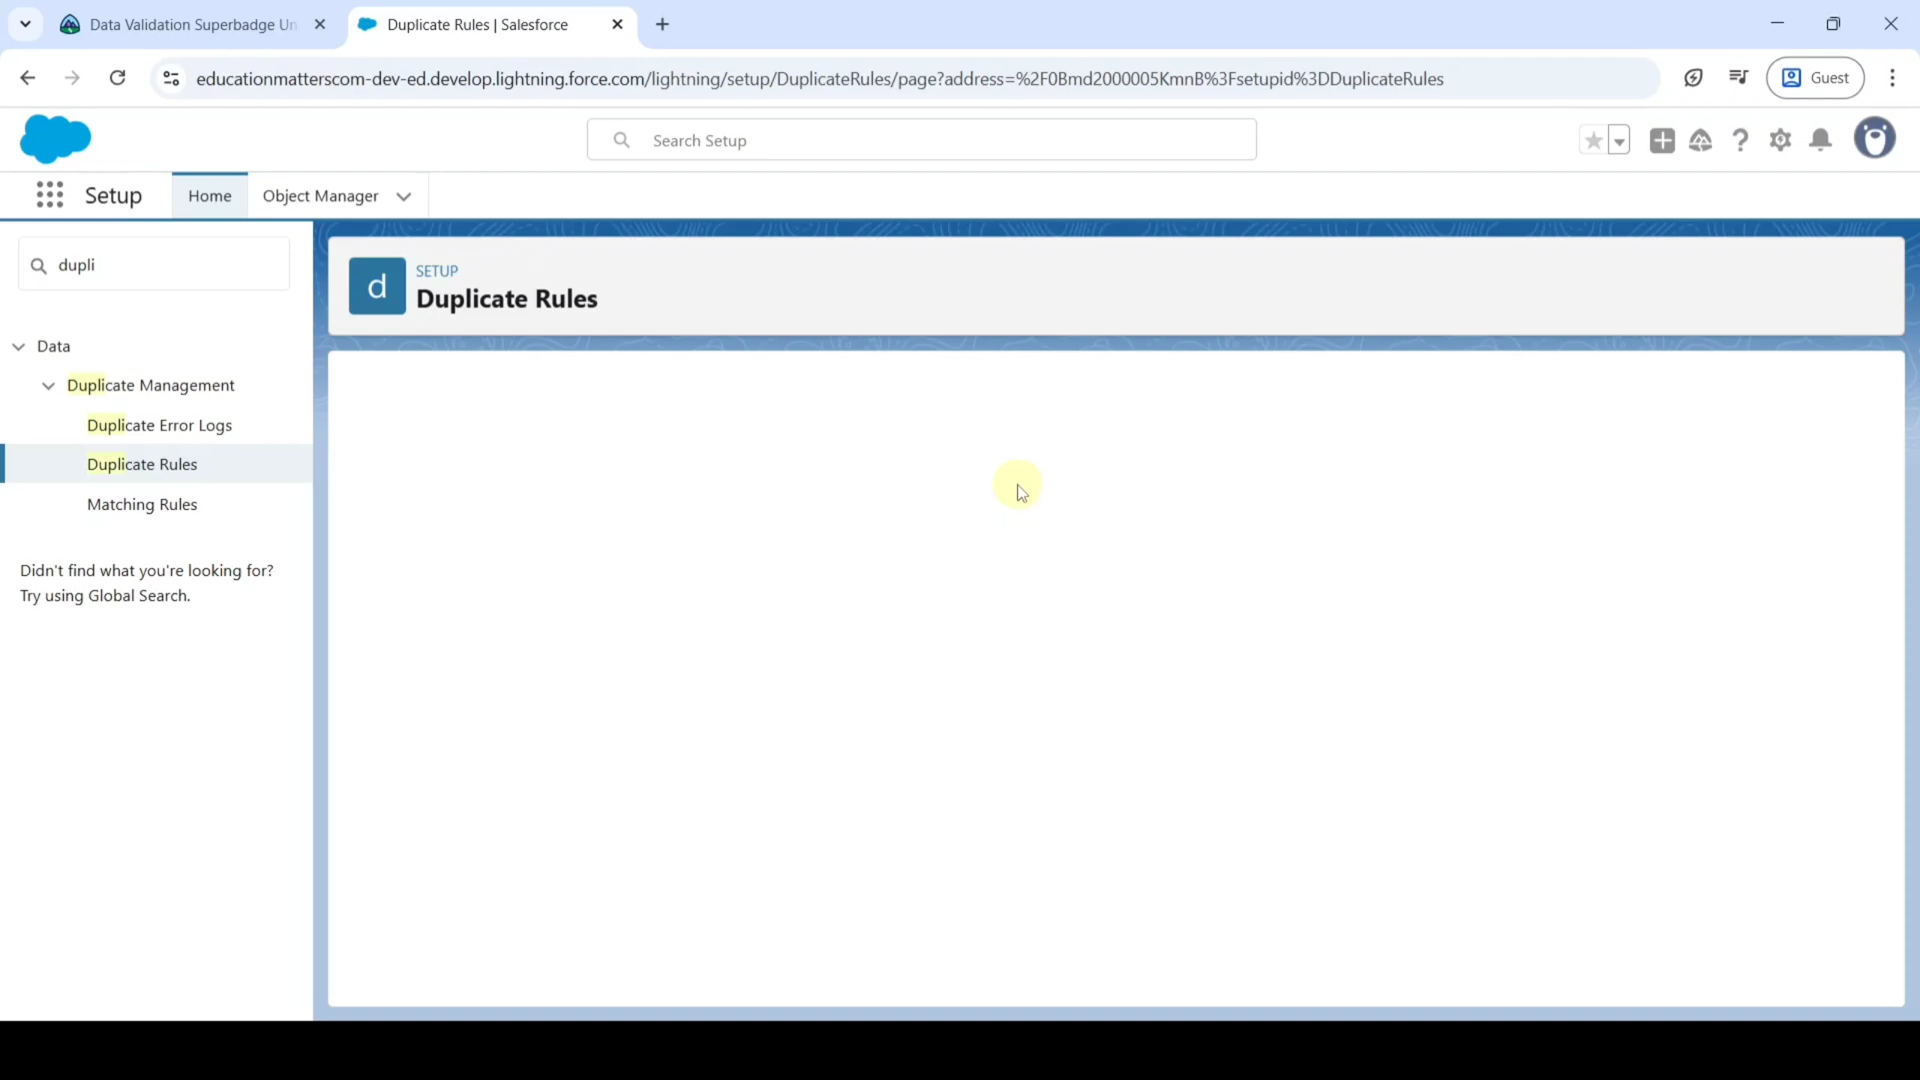 Data Validation Superbadge Un
Duplicate Rules | Salesforce
educationmatterscom-dev-ed.develop.lightning.force.com/lightning/setup/DuplicateRules/page?address=%2F0Bmd2000005KmnB%3Fsetupid%3DDuplicateRules
Guest
Search Setup
Setup
Home
Object Manager
dupli
Data
Duplicate Management
Duplicate Error Logs
Duplicate Rules
Matching Rules
Didn't find what you're looking for?
Try using Global Search.
d
SETUP
Duplicate Rules